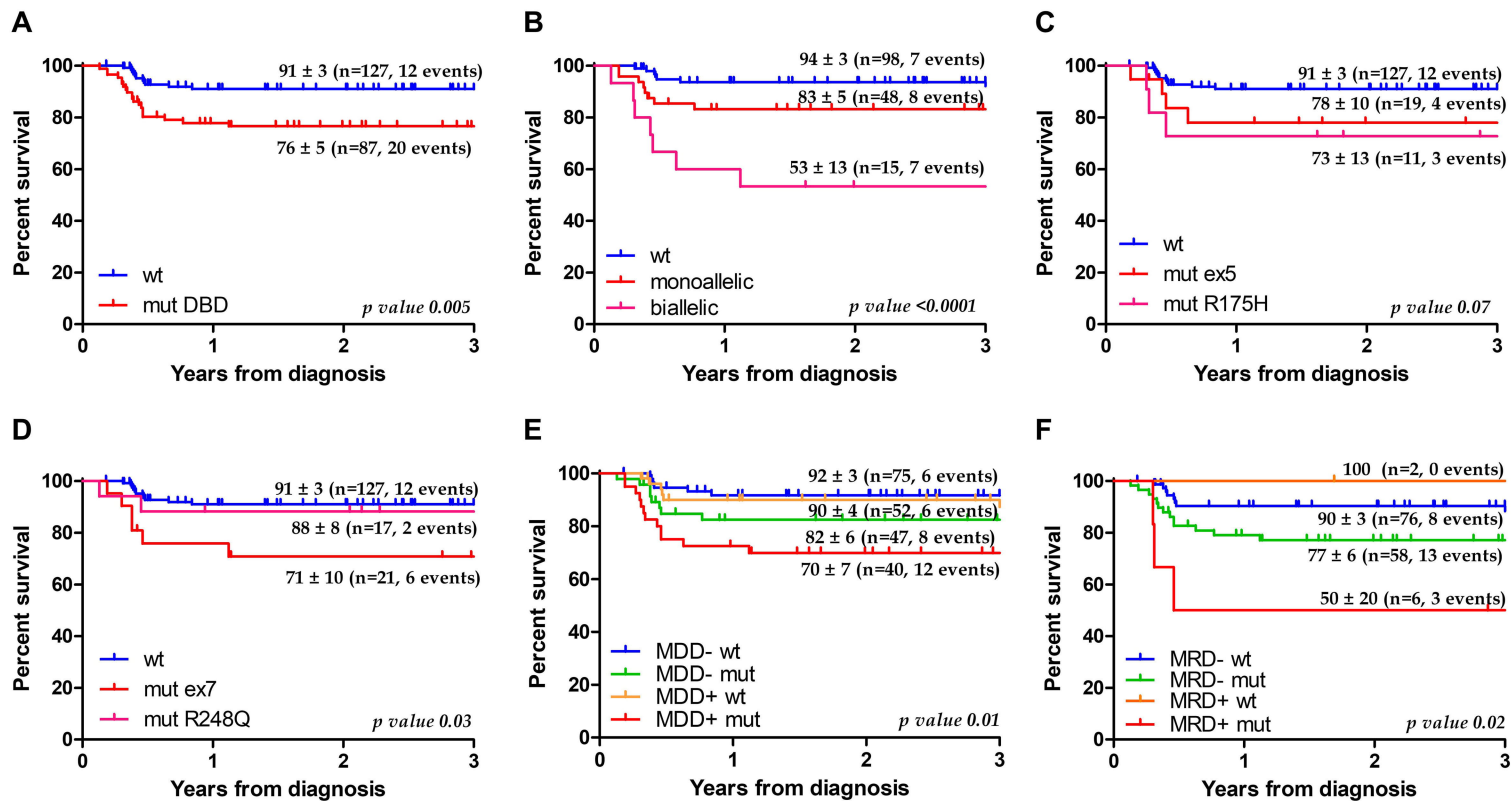 A
Percent survival
100
80
60
40
20
0
91 ± 3 (n=127, 12 events)
76 ± 5 (n=87, 20 events)
wt
mut DBD
p value 0.005
0 1 2 3
Years from diagnosis
B
Percent survival
100
80
60
40
20
0
94 ± 3 (n=98, 7 events)
83 ± 5 (n=48, 8 events)
53 ± 13 (n=15, 7 events)
wt
monoallelic
biallelic
p value <0.0001
0 1 2 3
Years from diagnosis
C
Percent survival
100
80
60
40
20
0
91 ± 3 (n=127, 12 events)
78 ± 10 (n=19, 4 events)
73 ± 13 (n=11, 3 events)
wt
mut ex5
mut R175H
p value 0.07
0 1 2 3
Years from diagnosis
D
Percent survival
100
80
60
40
20
0
91 ± 3 (n=127, 12 events)
88 ± 8 (n=17, 2 events)
71 ± 10 (n=21, 6 events)
wt
mut ex7
mut R248Q
p value 0.03
0 1 2 3
Years from diagnosis
E
Percent survival
100
80
60
40
20
0
92 ± 3 (n=75, 6 events)
90 ± 4 (n=52, 6 events)
82 ± 6 (n=47, 8 events)
70 ± 7 (n=40, 12 events)
MDD- wt
MDD- mut
MDD+ wt
MDD+ mut
p value 0.01
0 1 2 3
Years from diagnosis
F
Percent survival
100
80
60
40
20
0
100 (n=2, 0 events)
90 ± 3 (n=76, 8 events)
77 ± 6 (n=58, 13 events)
50 ± 20 (n=6, 3 events)
MRD- wt
MRD- mut
MRD+ wt
MRD+ mut
p value 0.02
0 1 2 3
Years from diagnosis